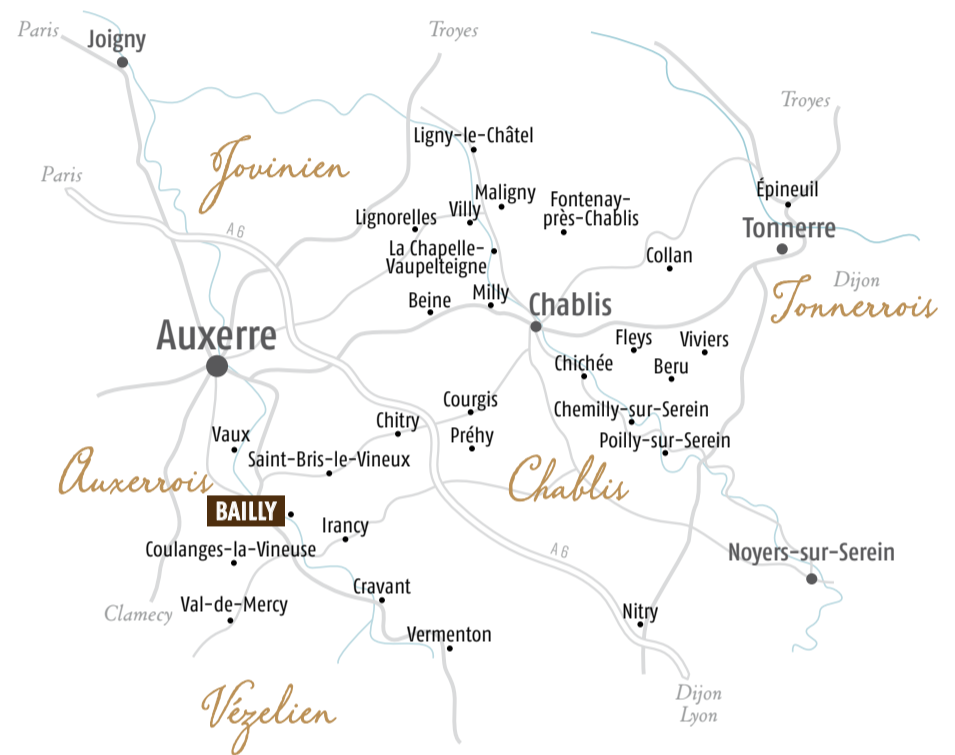 Paris
Joigny
Troyes
Troyes
Ligny-le-Châtel
Jovinien
Paris
Maligny
Épineuil
Fontenay-
près-Chablis
Villy
Lignorelles
A6
Tonnerre
La Chapelle-
Vaupelteigne
Collan
Dijon
Tonnerrois
Milly
Beine
Chablis
Auxerre
Fleys
Viviers
Chichée
Beru
Courgis
Chemilly-sur-Serein
Chitry
Vaux
Préhy
Poilly-sur-Serein
Saint-Bris-le-Vineux
Auxerrois
Chablis
BAILLY
Irancy
Coulanges-la-Vineuse
A6
Noyers-sur-Serein
Cravant
Val-de-Mercy
Clamecy
Nitry
Vermenton
Vézelien
Dijon
Lyon